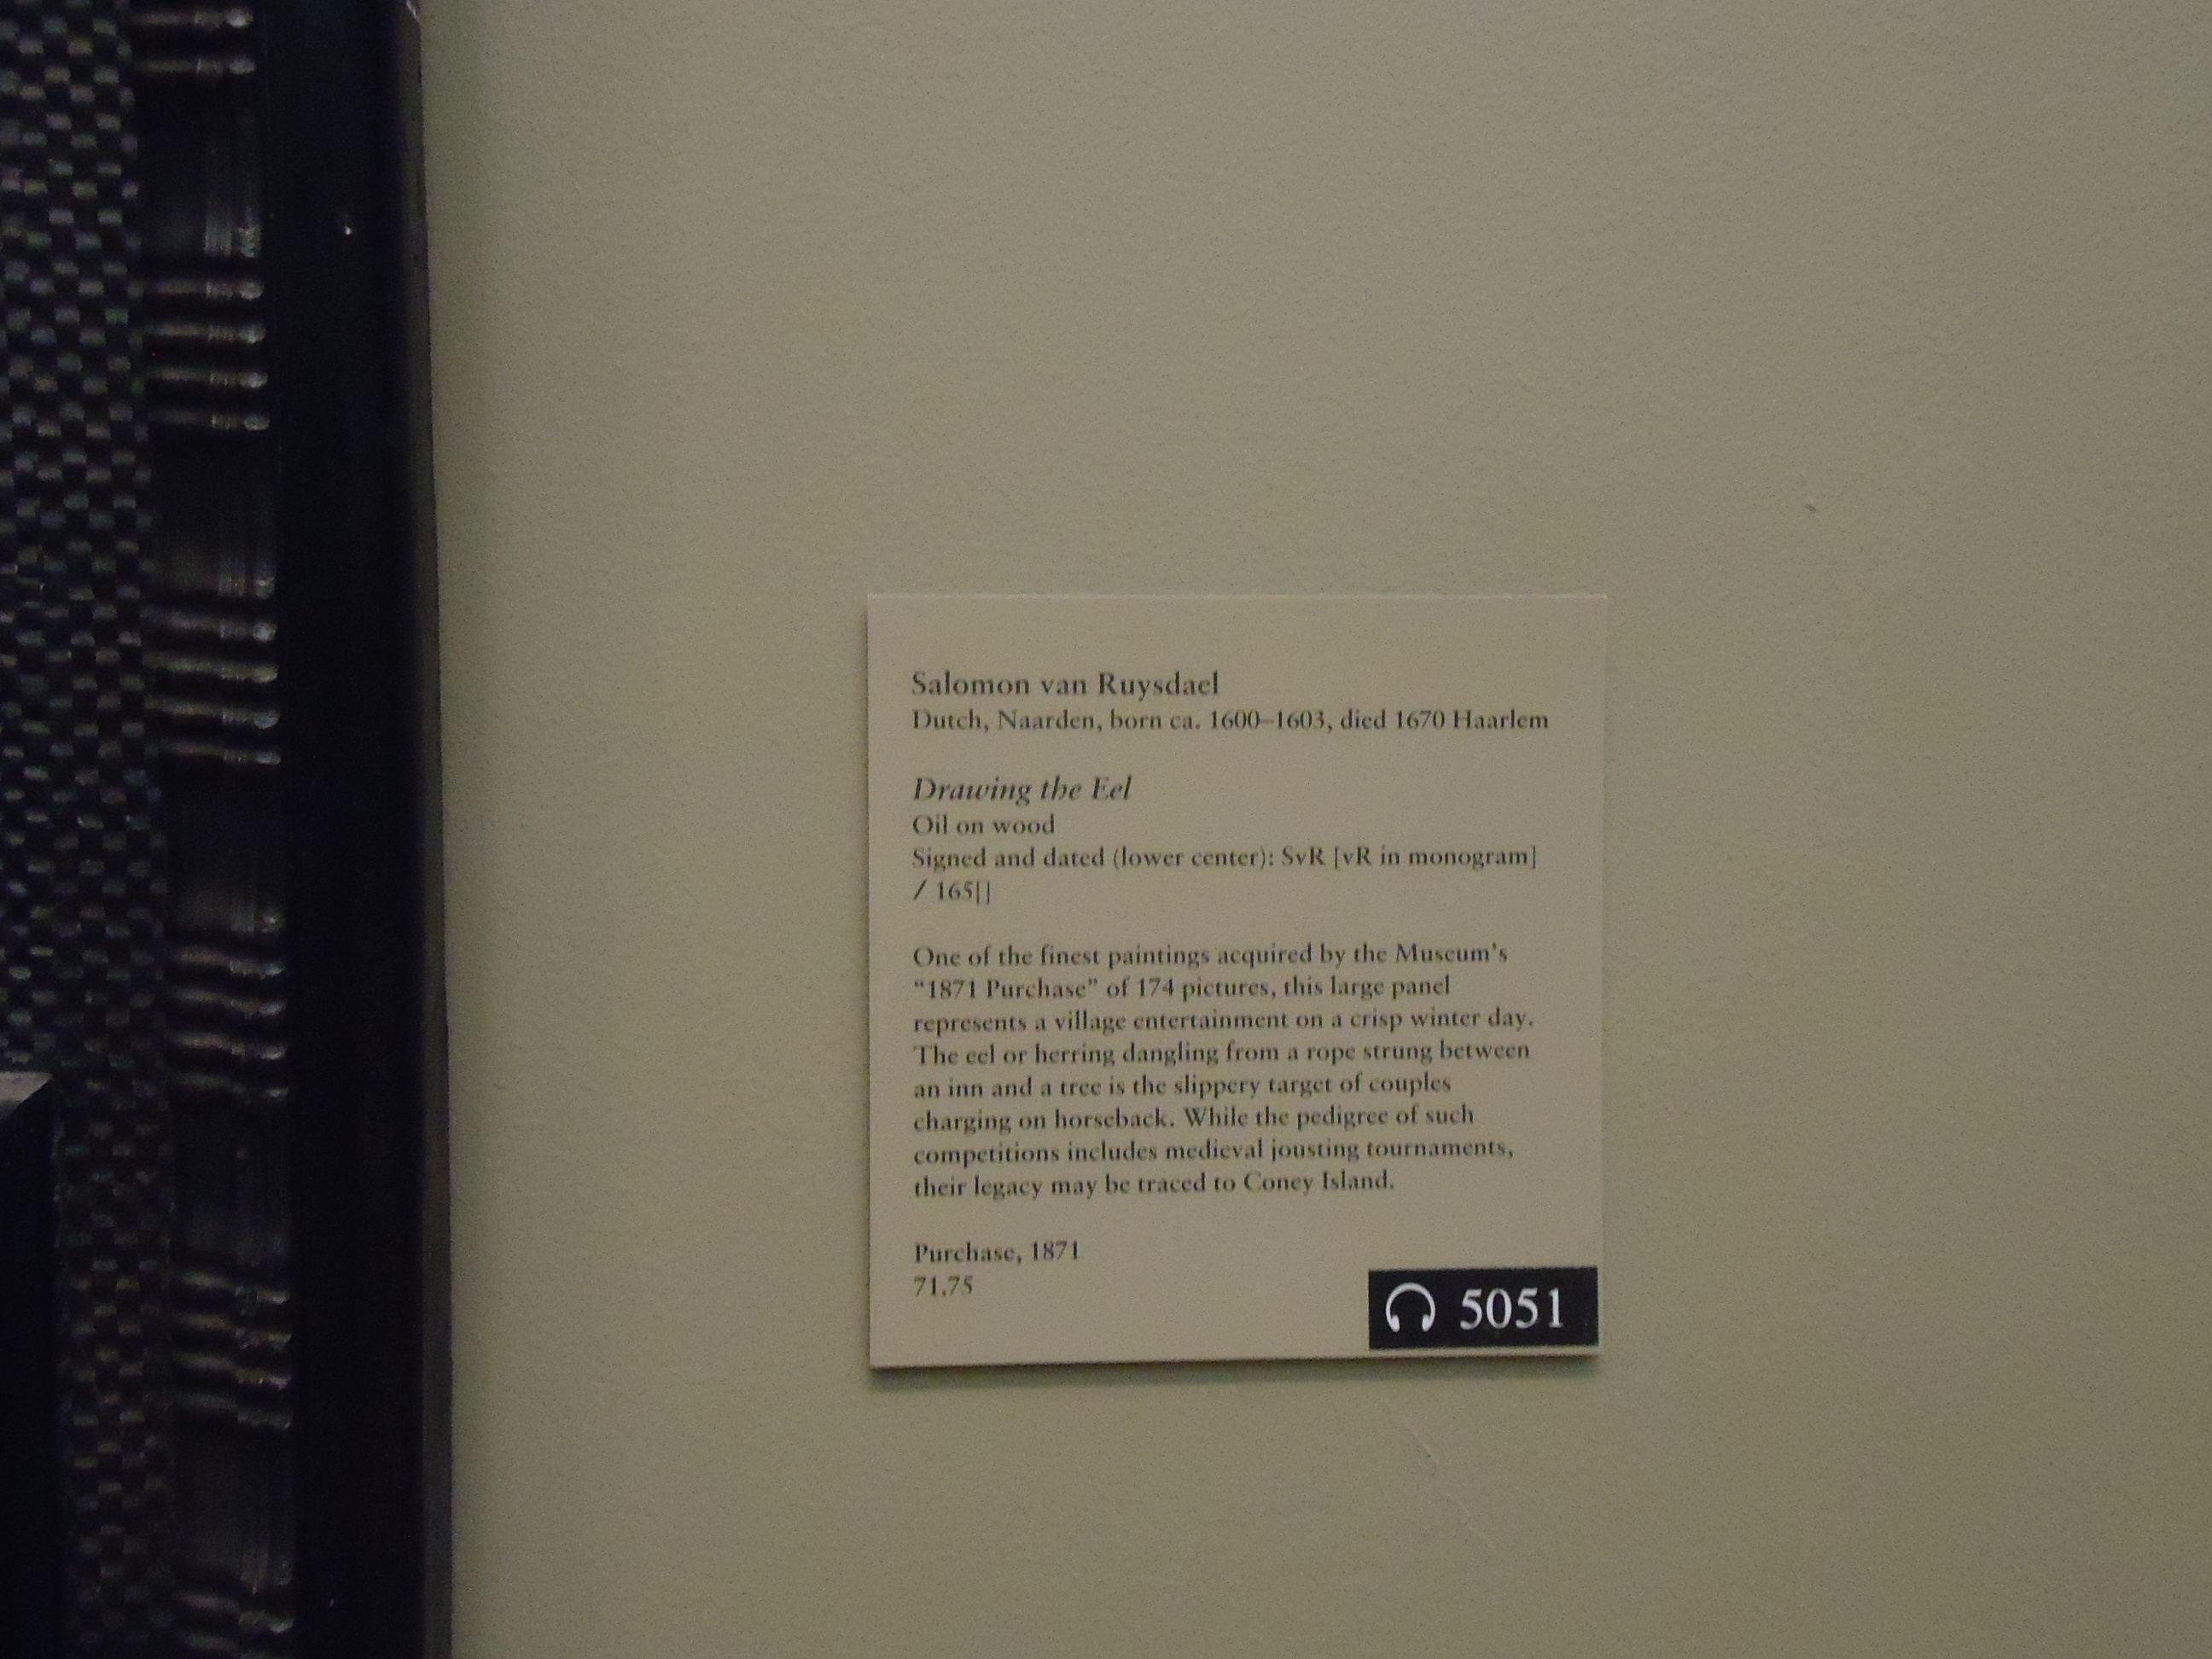 Salomon van Ruysdael
Dutch, Naarden, born ca. 1600–1603, died 1670 Haarlem
Drawing the Eel
Oil on wood
Signed and dated (lower center): SvR [vR in monogram]
/ 165[]
One of the finest paintings acquired by the Museum's
“1871 Purchase” of 174 pictures, this large panel
represents a village entertainment on a crisp winter day.
The eel or herring dangling from a rope strung between
an inn and a tree is the slippery target of couples
charging on horseback. While the pedigree of such
competitions includes medieval jousting tournaments,
their legacy may be traced to Coney Island.
Purchase, 1871
71.75
5051